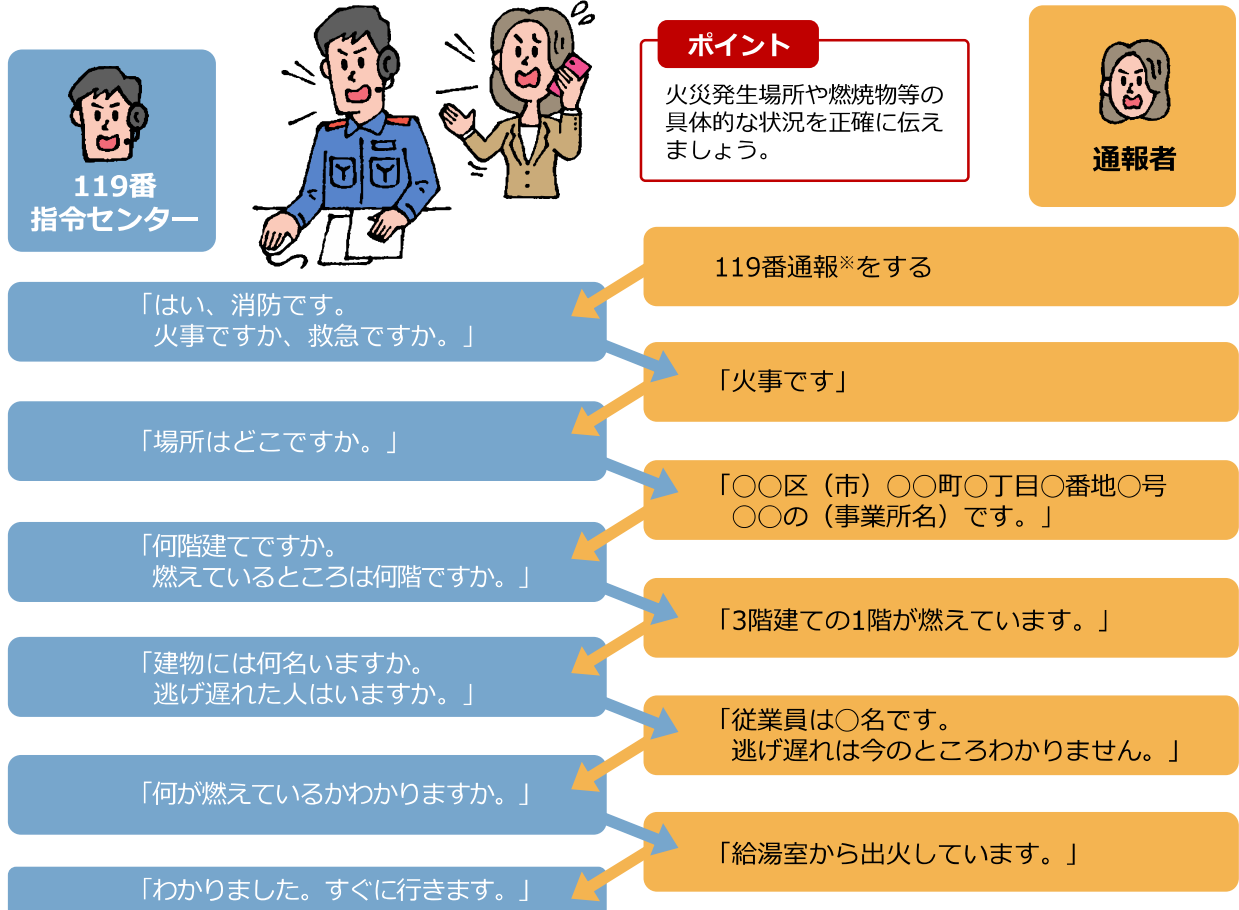 119番
指令センター
ポイント
火災発生場所や燃焼物等の
具体的な状況を正確に伝え
ましょう。
通報者
119番通報※をする
「はい、消防です。
火事ですか、救急ですか。」
「火事です」
「場所はどこですか。」
「○○区（市）○○町○丁目○番地○号
○○の（事業所名）です。」
「何階建てですか。
燃えているところは何階ですか。」
「3階建ての1階が燃えています。」
「建物には何名いますか。
逃げ遅れた人はいますか。」
「従業員は○名です。
逃げ遅れは今のところわかりません。」
「何が燃えているかわかりますか。」
「給湯室から出火しています。」
「わかりました。すぐに行きます。」